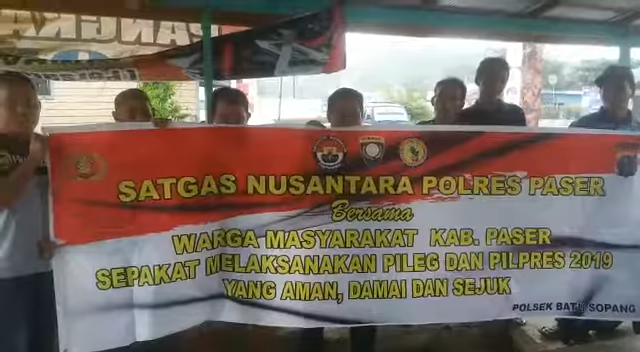 SATGAS NUSANTARA POLRES PASER
Bersama
WARGA MASYARAKAT KAB. PASER
SEPAKAT MELAKSANAKAN PILEG DAN PILPRES 2019
YANG AMAN, DAMAI DAN SEJUK
POLSEK BATU SOPANG